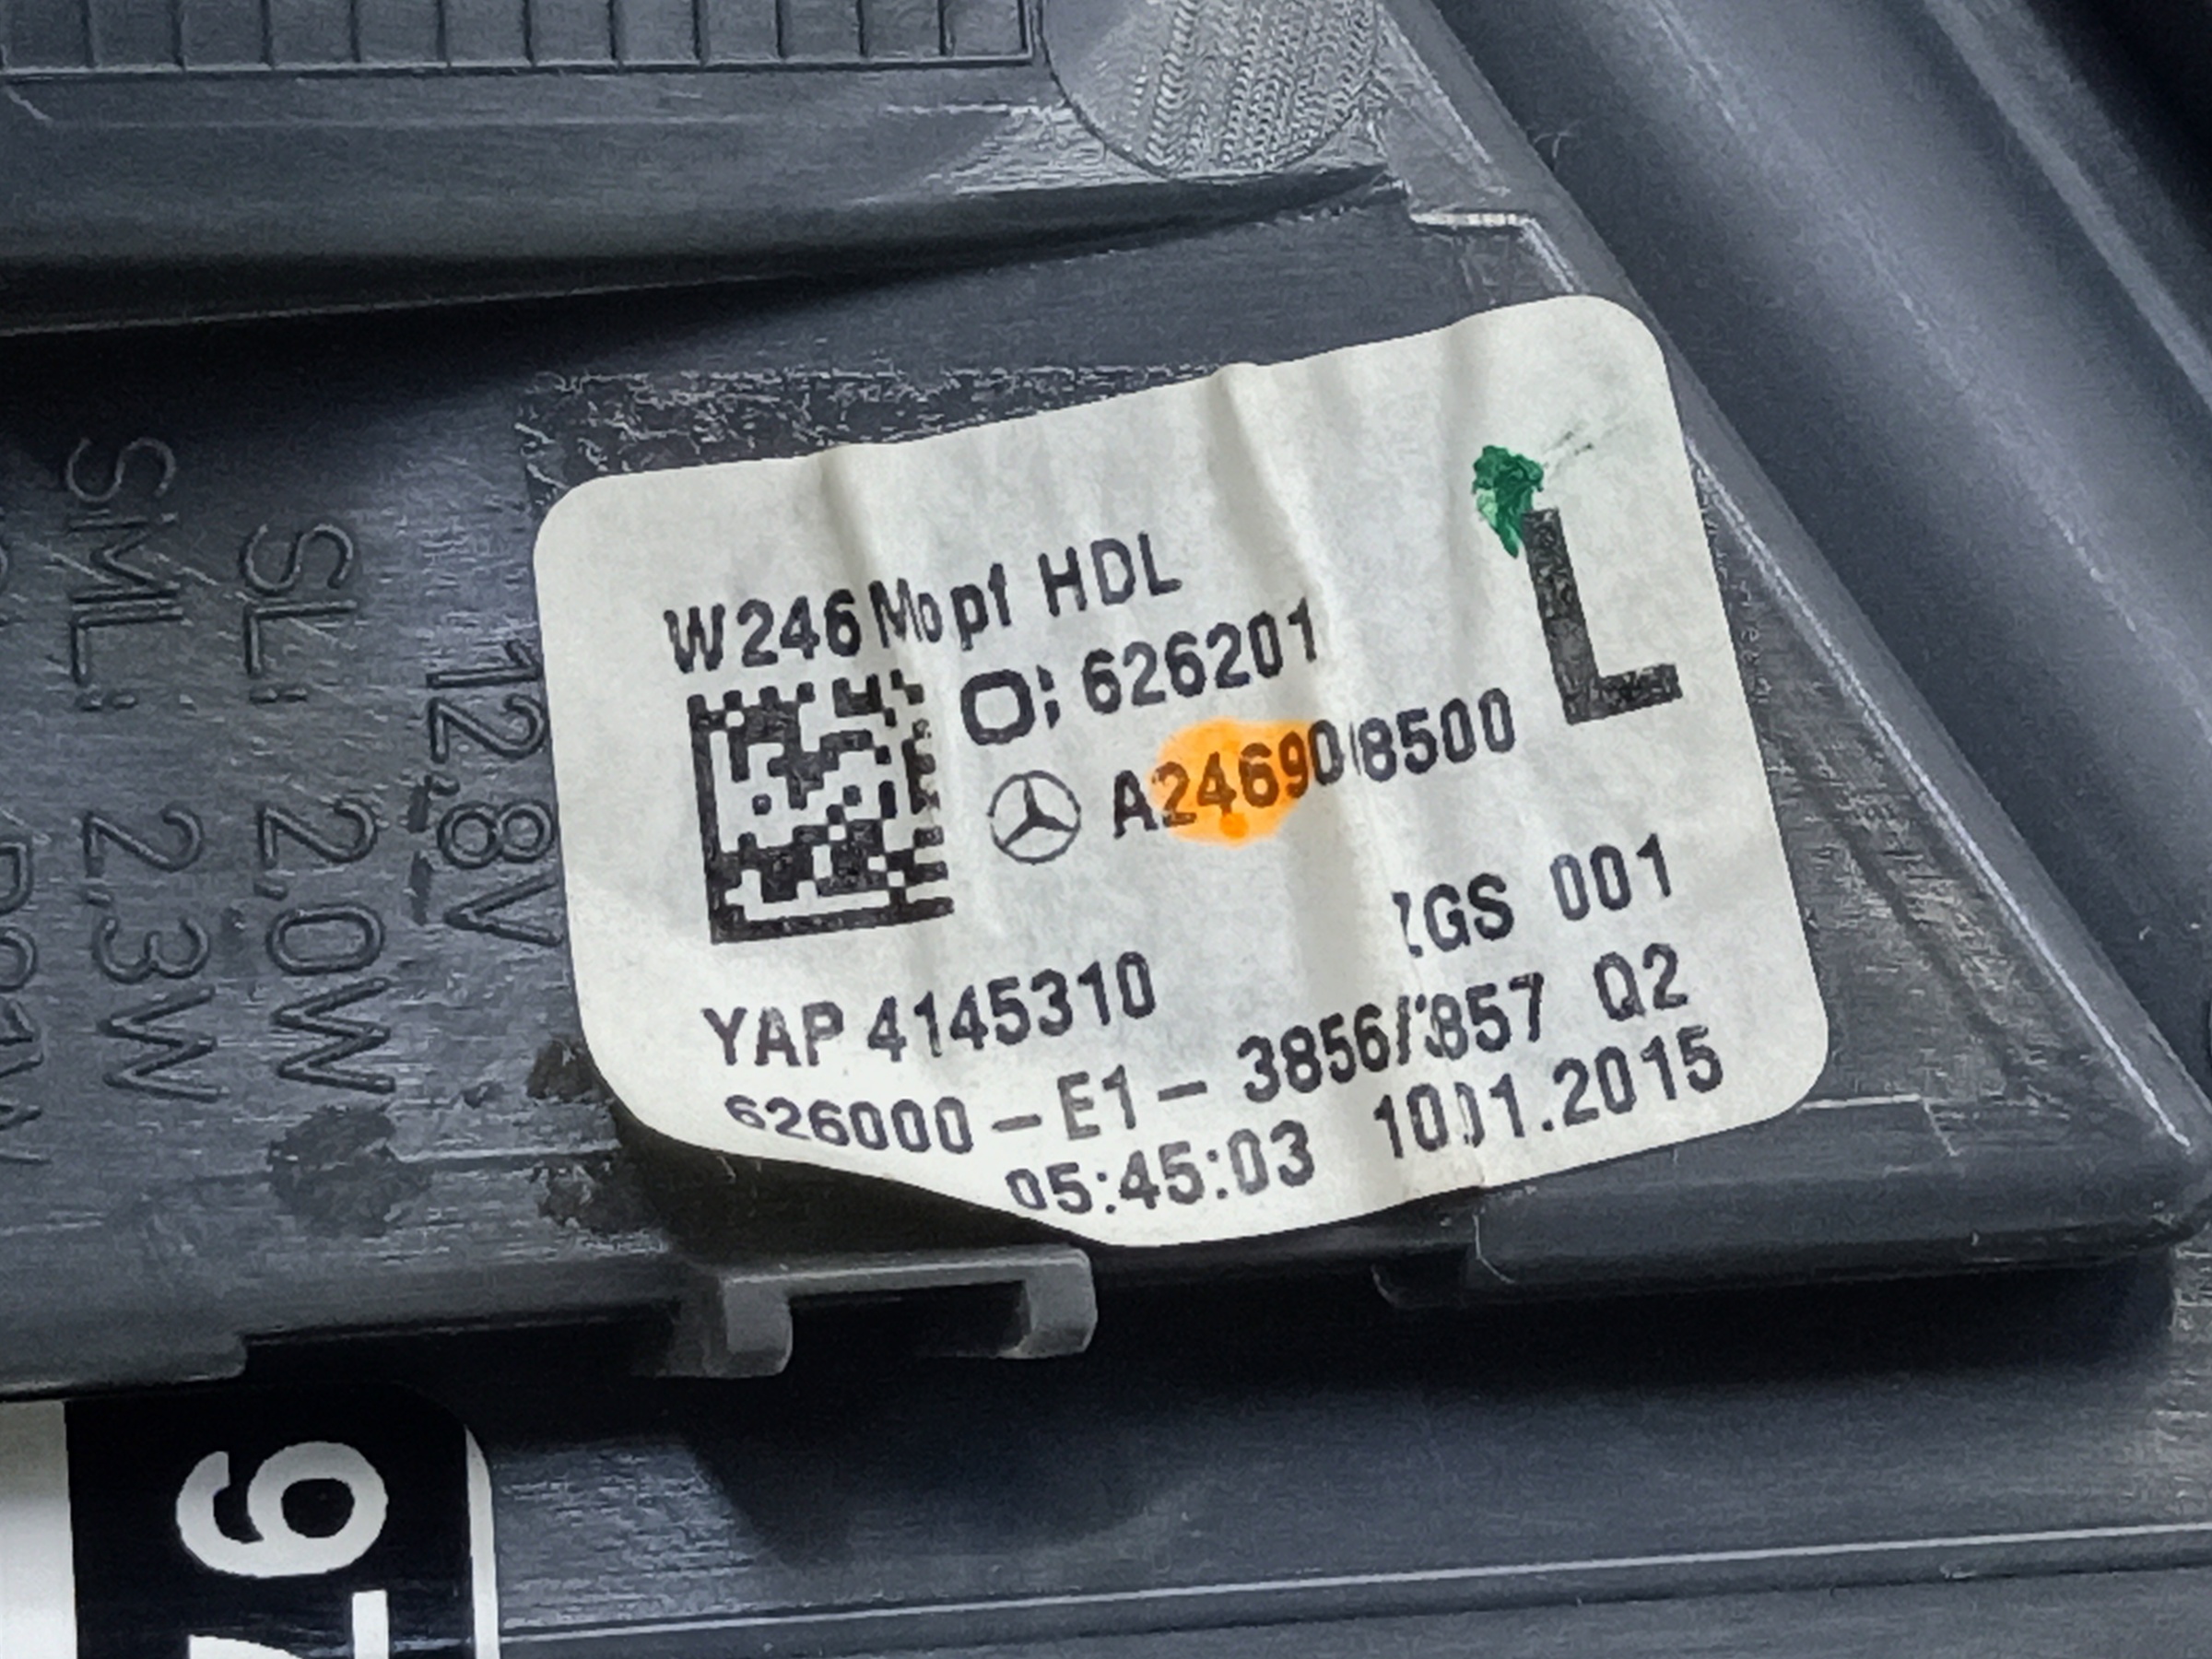 W246 Mopf HDL
L
626201
A2469068500
ZGS 001
YAP 4145310
626000-E1-3856/3857 Q2
05:45:03 10.01.2015
12,8V
SL: 2,0W
SML: 2,3W